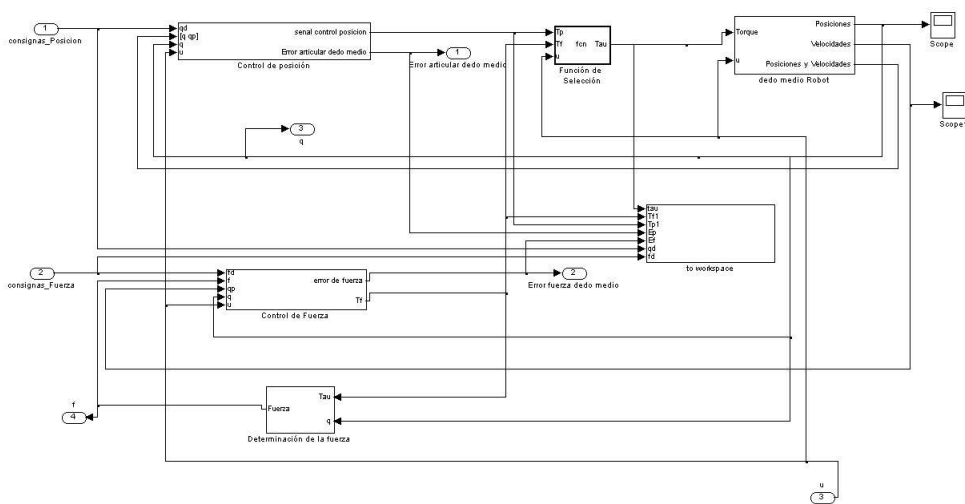 1
consignas_Posicion
qd
[q qp]
q
u
senal control posicion
Error articular dedo medio
Control de posición
1
Error articular dedo medio
3
q
Tp
Tf
u
fcn
Tau
Función de
Selección
Torque
u
Posiciones
Velocidades
Posiciones y Velocidades
dedo medio Robot
Scope
Scope1
tau
Tf1
Tp1
Ep
Ef
qd
fd
to workspace
2
consignas_Fuerza
fd
f
qp
q
u
error de fuerza
Tf
Control de Fuerza
2
Error fuerza dedo medio
Fuerza
Tau
q
Determinación de la fuerza
f
4
u
3